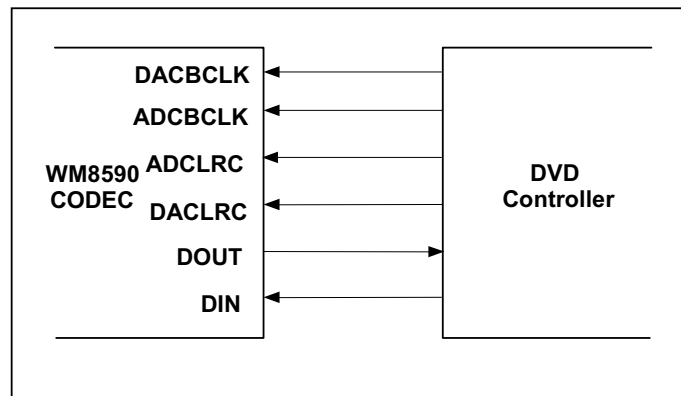 DACBCLK
ADCBCLK
ADCLRC
WM8590
CODEC
DACLRC
DOUT
DIN
DVD
Controller